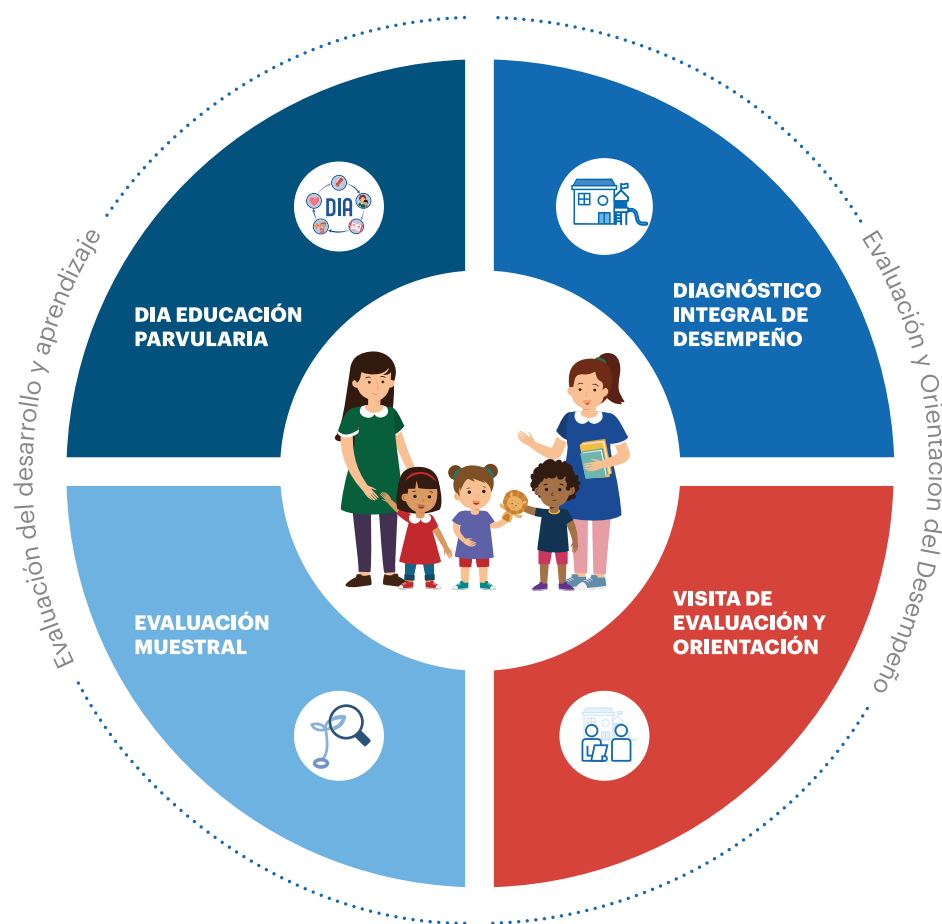 Evaluación del desarrollo y aprendizaje
DIA
DIA EDUCACIÓN
PARVULARIA
DIAGNÓSTICO
INTEGRAL DE
DESEMPEÑO
Evaluación y Orientacion del Desempeño
EVALUACIÓN
MUESTRAL
VISITA DE
EVALUACIÓN Y
ORIENTACIÓN